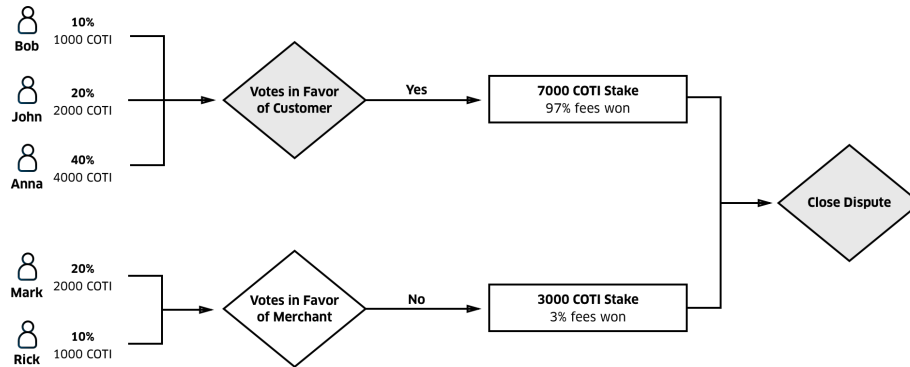 10%
1000 COTI
Bob
20%
2000 COTI
John
40%
4000 COTI
Anna
Votes in Favor
of Customer
Yes
7000 COTI Stake
97% fees won
Close Dispute
20%
2000 COTI
Mark
10%
1000 COTI
Rick
Votes in Favor
of Merchant
No
3000 COTI Stake
3% fees won